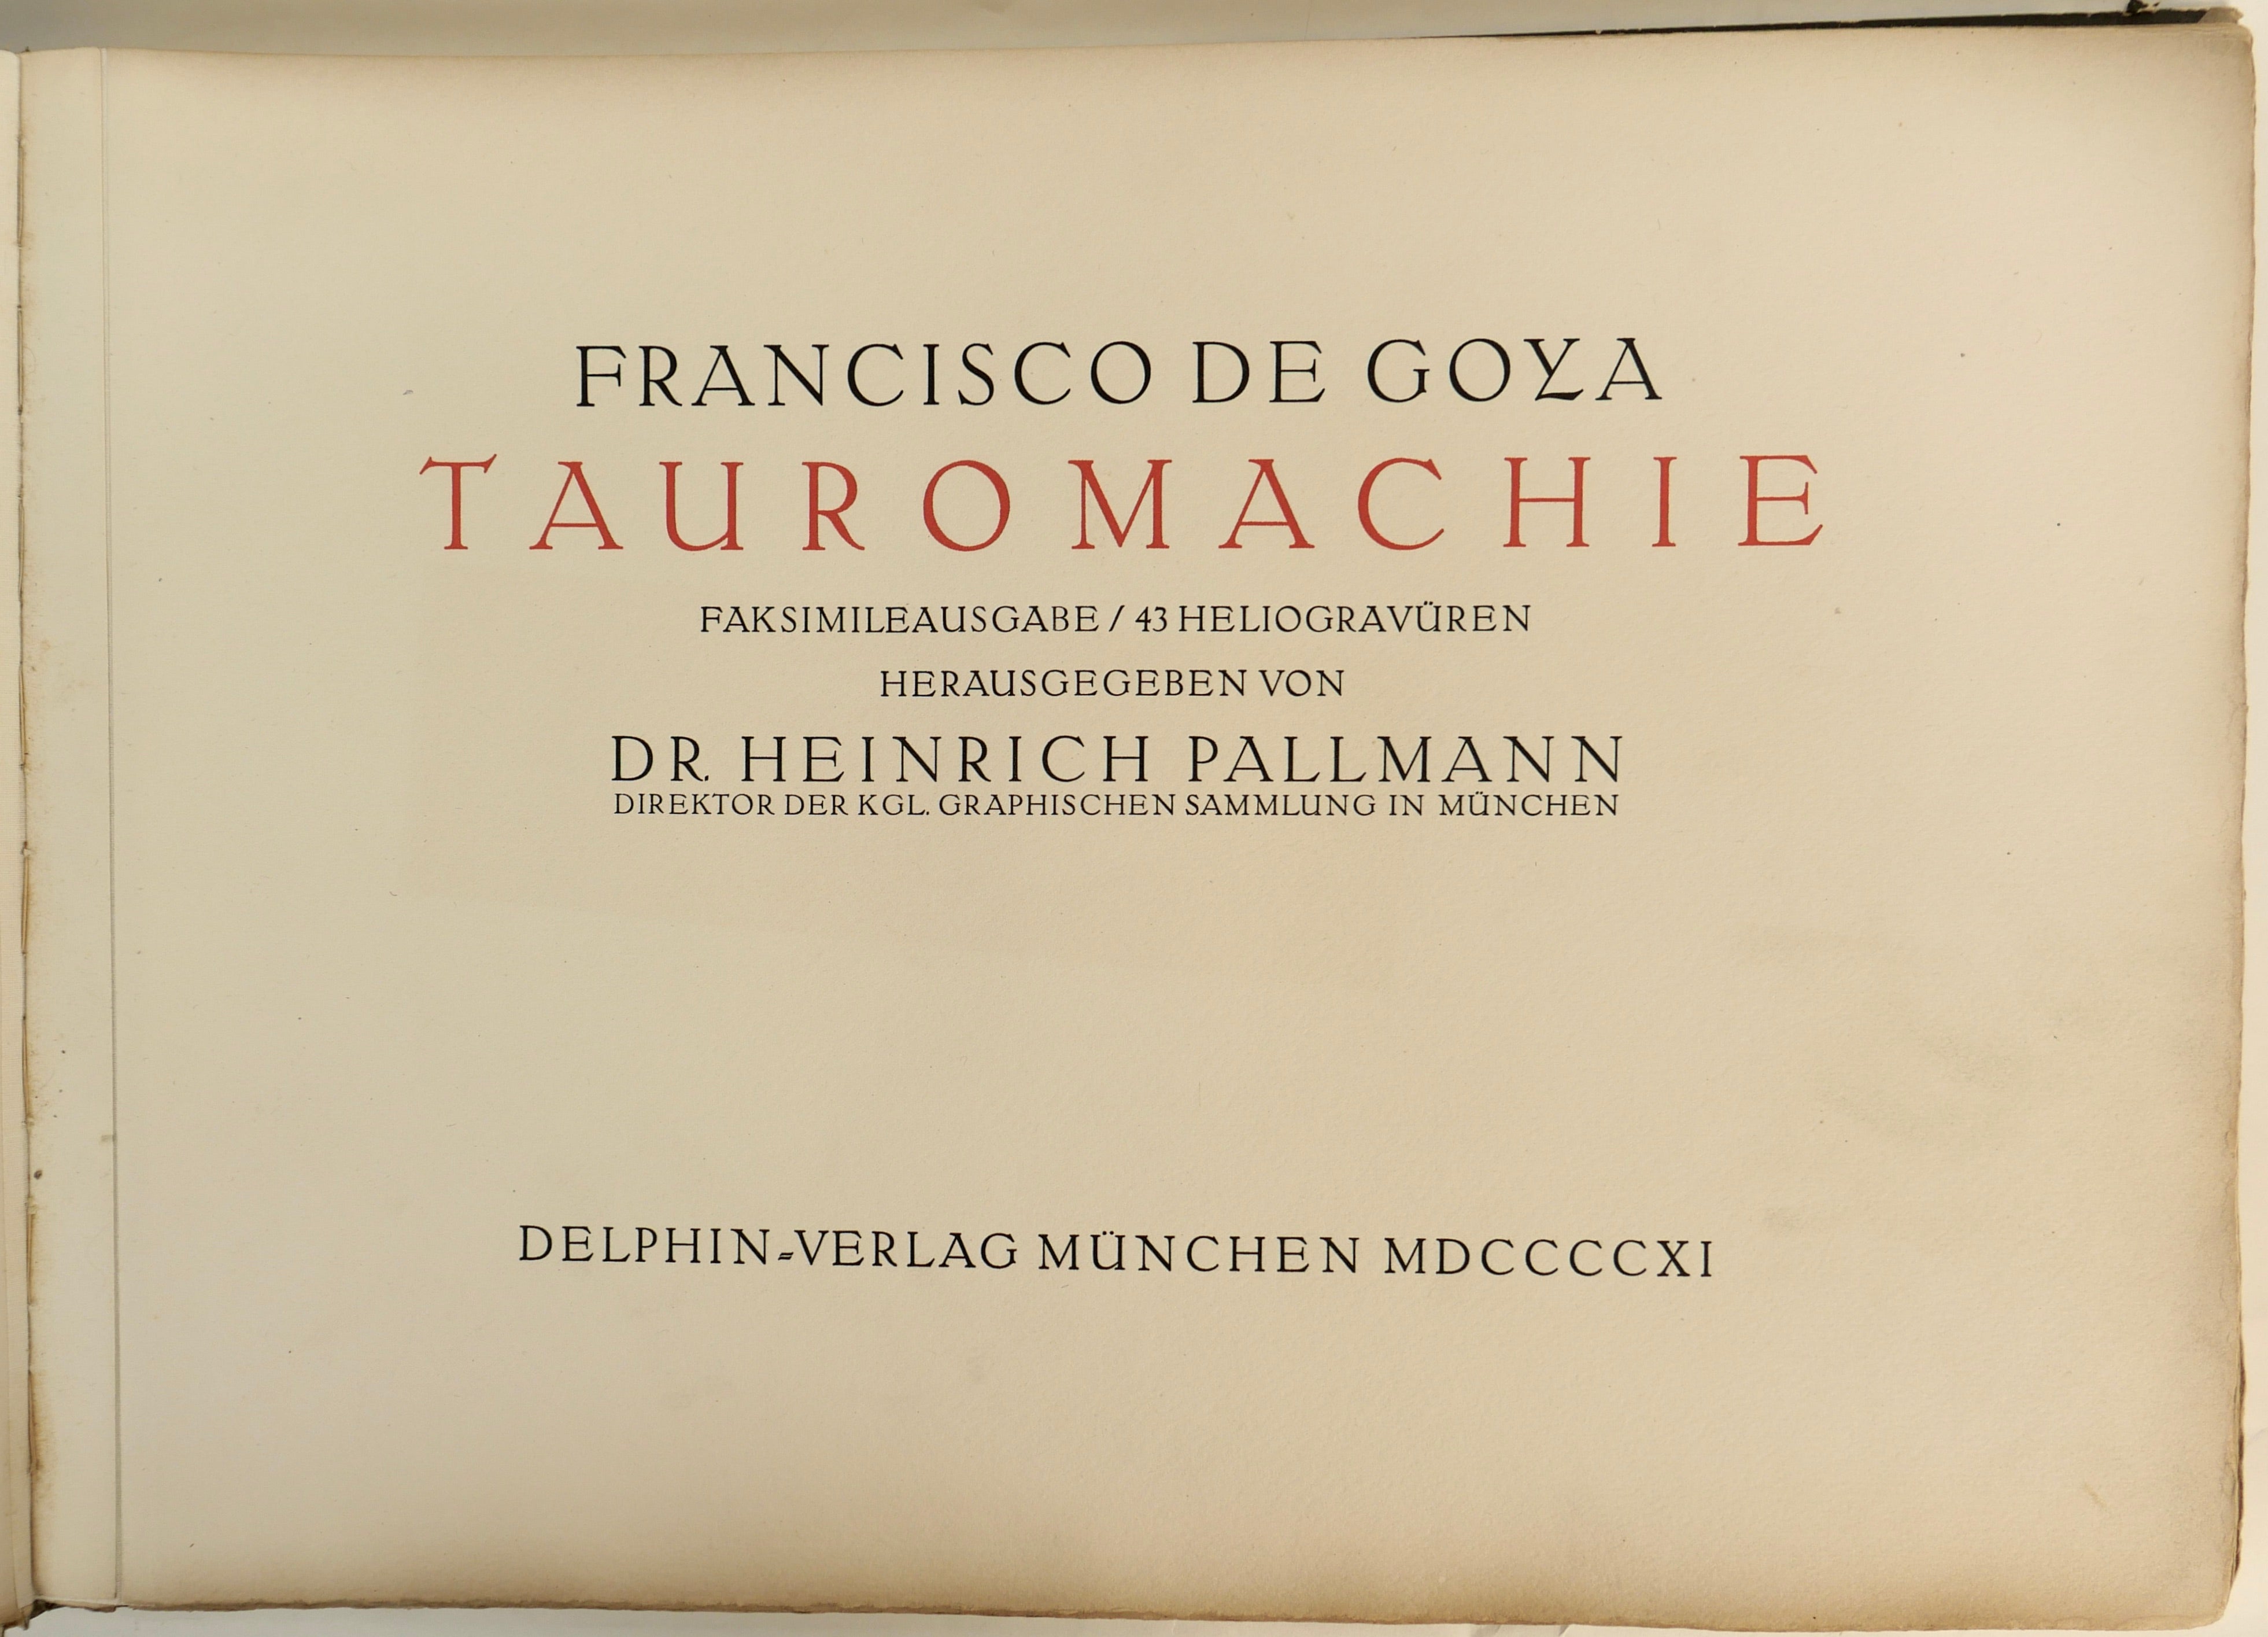 FRANCISCO DE GOYA
TAUROMACHIE
FAKSIMILEAUSGABE / 43 HELIOGRAVÜREN
HERAUSGEGEBEN VON
DR. HEINRICH PALLMANN
DIREKTOR DER KGL. GRAPHISCHEN SAMMLUNG IN MÜNCHEN
DELPHIN-VERLAG MÜNCHEN MDCCCCXI